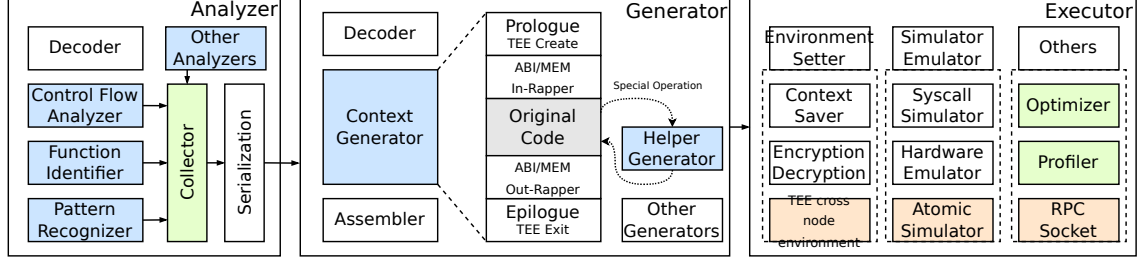 Analyzer
Decoder
Other
Analyzers
Control Flow
Analyzer
Function
Identifier
Pattern
Recognizer
Collector
Serialization
Generator
Decoder
Context
Generator
Assembler
Prologue
TEE Create
ABI/MEM
In-Rapper
Original
Code
ABI/MEM
Out-Rapper
Epilogue
TEE Exit
Special Operation
Helper
Generator
Other
Generators
Executor
Environment
Setter
Context
Saver
Encryption
Decryption
TEE cross
node
environment
Simulator
Emulator
Syscall
Simulator
Hardware
Emulator
Atomic
Simulator
Others
Optimizer
Profiler
RPC
Socket